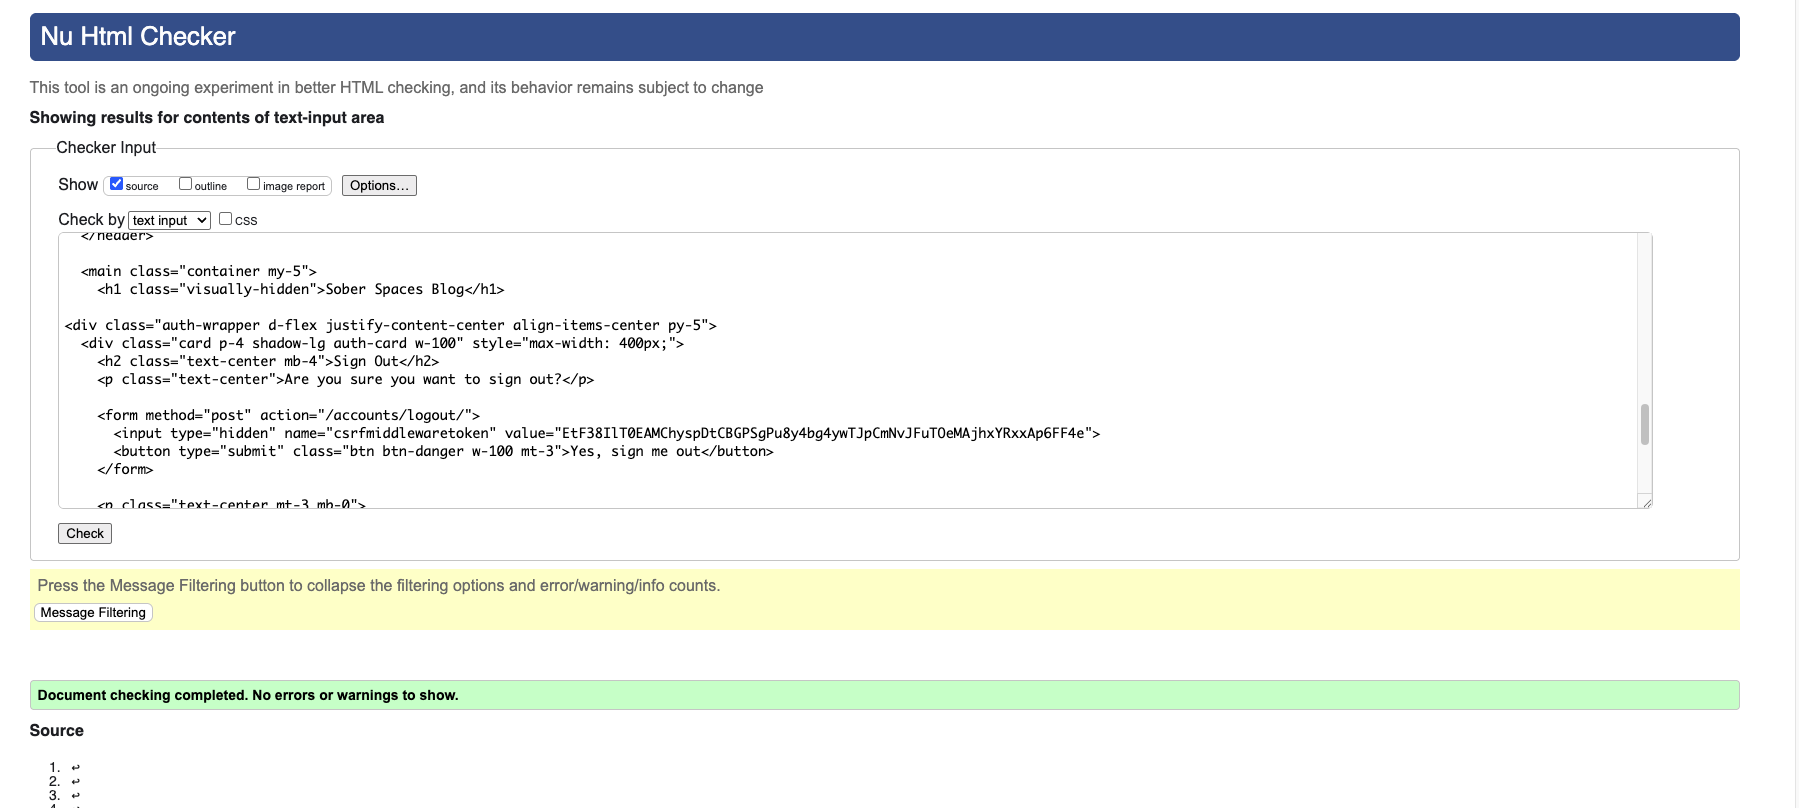 Nu Html Checker
This tool is an ongoing experiment in better HTML checking, and its behavior remains subject to change
Showing results for contents of text-input area
Checker Input
Show source outline image report Options...
Check by text input CSS
</header>
<main class="container my-5">
<h1 class="visually-hidden">Sober Spaces Blog</h1>
<div class="auth-wrapper d-flex justify-content-center align-items-center py-5">
<div class="card p-4 shadow-lg auth-card w-100" style="max-width: 400px;">
<h2 class="text-center mb-4">Sign Out</h2>
<p class="text-center">Are you sure you want to sign out?</p>
<form method="post" action="/accounts/logout/">
<input type="hidden" name="csrfmiddlewaretoken" value="EtF38IlT0EAMChyspDtCBGPSgPu8y4bg4ywTJpCmNvJFuTOeMAjhxYRxxAp6FF4e">
<button type="submit" class="btn btn-danger w-100 mt-3">Yes, sign me out</button>
</form>
<p class="text-center mt-3 mb-0">
Check
Press the Message Filtering button to collapse the filtering options and error/warning/info counts.
Message Filtering
Document checking completed. No errors or warnings to show.
Source
1. ↩
2. ↩
3. ↩